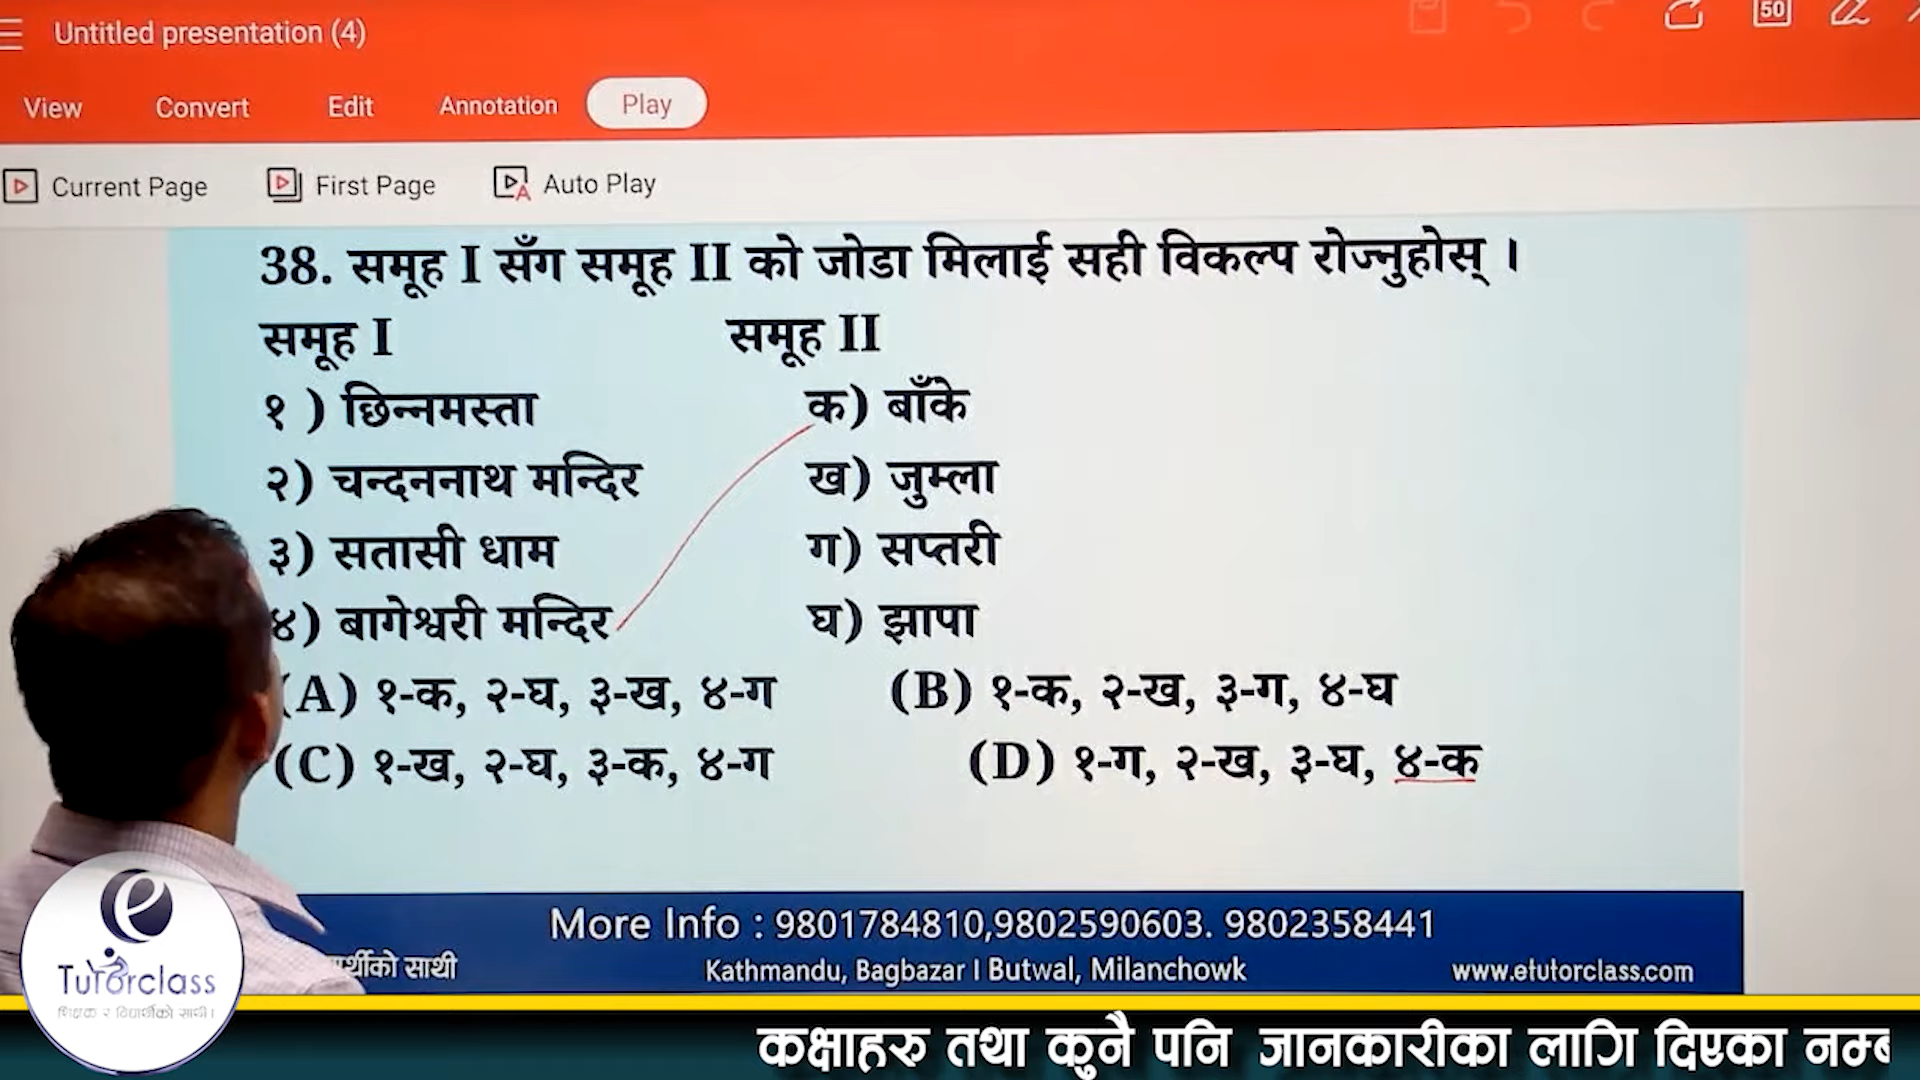 Untitled presentation (4)
50
View Convert Edit Annotation Play
Current Page First Page Auto Play
38. समूह I सँग समूह II को जोडा मिलाई सही विकल्प रोज्नुहोस् ।
समूह I समूह II
१ ) छिन्नमस्ता क) बाँके
२) चन्दननाथ मन्दिर ख) जुम्ला
३) सतासी धाम ग) सप्तरी
४) बागेश्वरी मन्दिर घ) झापा
(A) १-क, २-घ, ३-ख, ४-ग (B) १-क, २-ख, ३-ग, ४-घ
(C) १-ख, २-घ, ३-क, ४-ग (D) १-ग, २-ख, ३-घ, ४-क
More Info : 9801784810,9802590603. 9802358441
को साथी Kathmandu, Bagbazar I Butwal, Milanchowk www.etutorclass.com
e
Tutorclass
शिक्षक र विद्यार्थीको साथी।
कक्षाहरु तथा कुनै पनि जानकारीका लागि दिएका